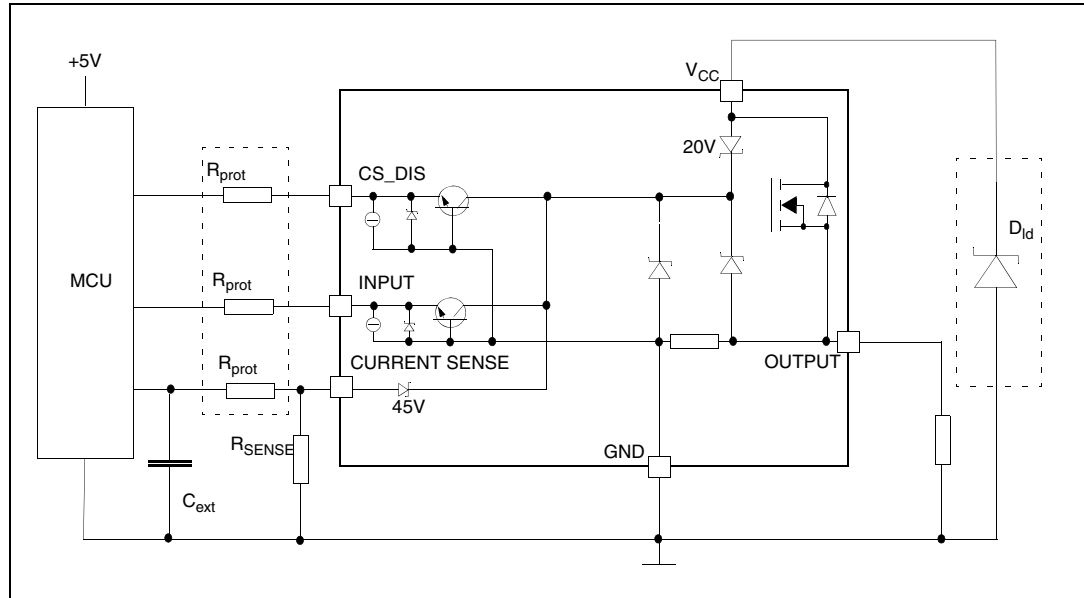 +5V
VCC
Rprot
CS_DIS
20V
Dld
MCU
Rprot
INPUT
Rprot
CURRENT SENSE
OUTPUT
45V
RSENSE
GND
Cext